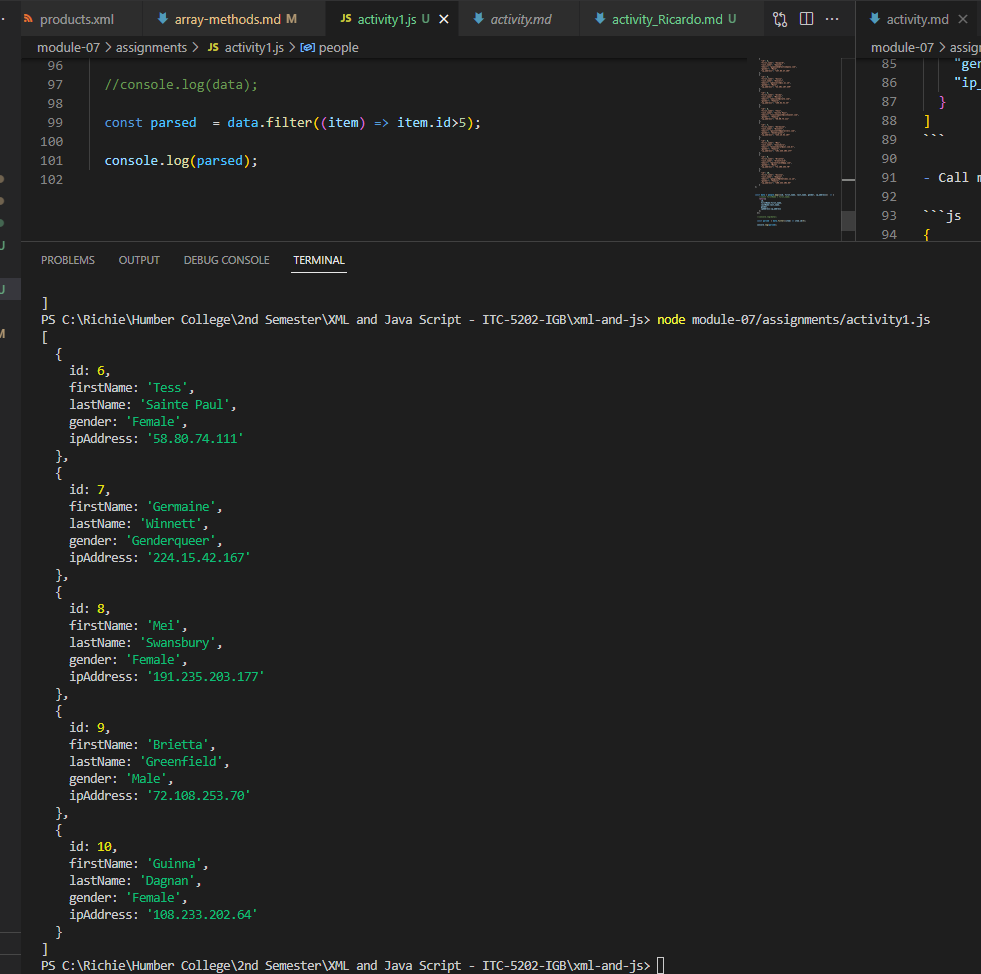 products.xml
array-methods.md M
JS activity1.js U
activity.md
activity_Ricardo.md U
activity.md
module-07 > assignments > JS activity1.js > people
module-07 > assig
96
97 //console.log(data);
98
99 const parsed  = data.filter((item) => item.id>5);
100
101 console.log(parsed);
102
85 "ge
86 "ip_
87 }
88 ]
89 ```
90
91 - Call m
92
93 ```js
94 {
PROBLEMS OUTPUT DEBUG CONSOLE TERMINAL
]
PS C:\Richie\Humber College\2nd Semester\XML and Java Script - ITC-5202-IGB\xml-and-js> node module-07/assignments/activity1.js
[
{
id: 6,
firstName: 'Tess',
lastName: 'Sainte Paul',
gender: 'Female',
ipAddress: '58.80.74.111'
},
{
id: 7,
firstName: 'Germaine',
lastName: 'Winnett',
gender: 'Genderqueer',
ipAddress: '224.15.42.167'
},
{
id: 8,
firstName: 'Mei',
lastName: 'Swansbury',
gender: 'Female',
ipAddress: '191.235.203.177'
},
{
id: 9,
firstName: 'Brietta',
lastName: 'Greenfield',
gender: 'Male',
ipAddress: '72.108.253.70'
},
{
id: 10,
firstName: 'Guinna',
lastName: 'Dagnan',
gender: 'Female',
ipAddress: '108.233.202.64'
}
]
PS C:\Richie\Humber College\2nd Semester\XML and Java Script - ITC-5202-IGB\xml-and-js>